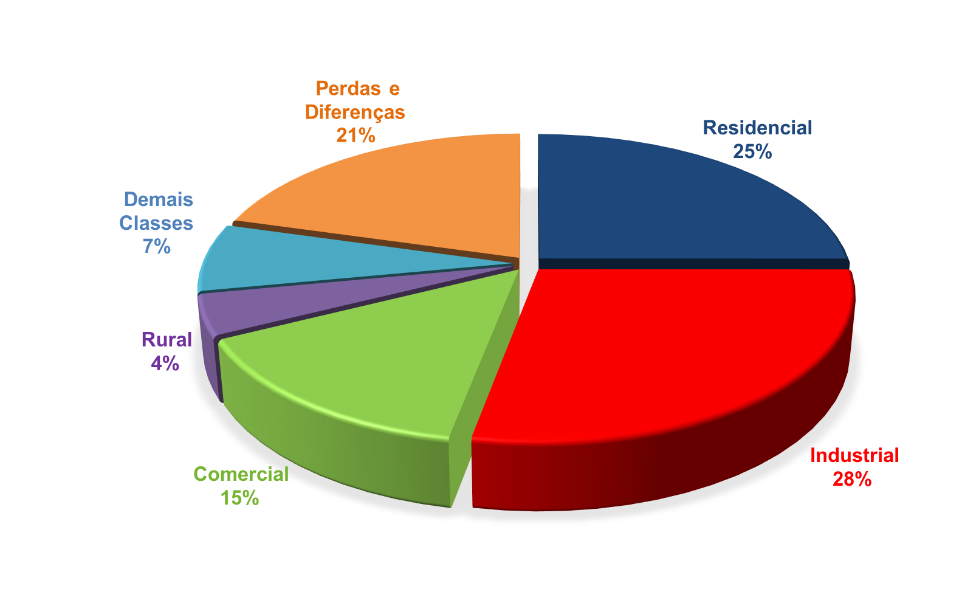 Perdas e
Diferenças
21%
Residencial
25%
Demais
Classes
7%
Rural
4%
Industrial
28%
Comercial
15%